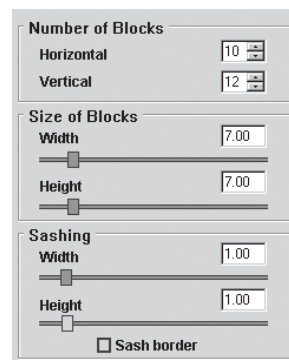 Number of Blocks
Horizontal 10
Vertical 12
Size of Blocks
Width 7.00
Height 7.00
Sashing
Width 1.00
Height 1.00
Sash border